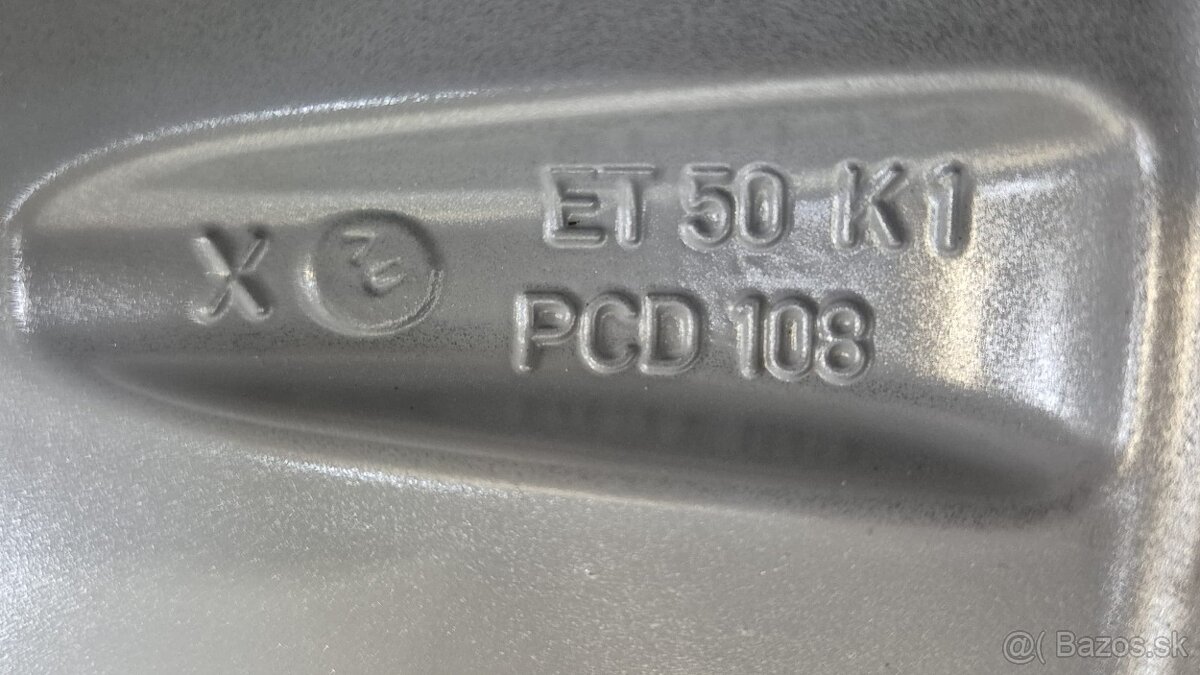 ET 50 K1
X
PCD 108
@( Bazos.sk